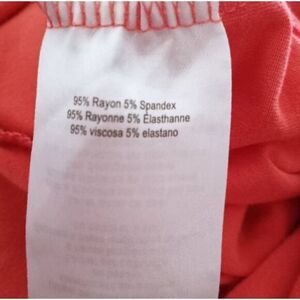 95% Rayon 5% Spandex
95% Rayonne 5% Élasthanne
95% viscosa 5% elastano